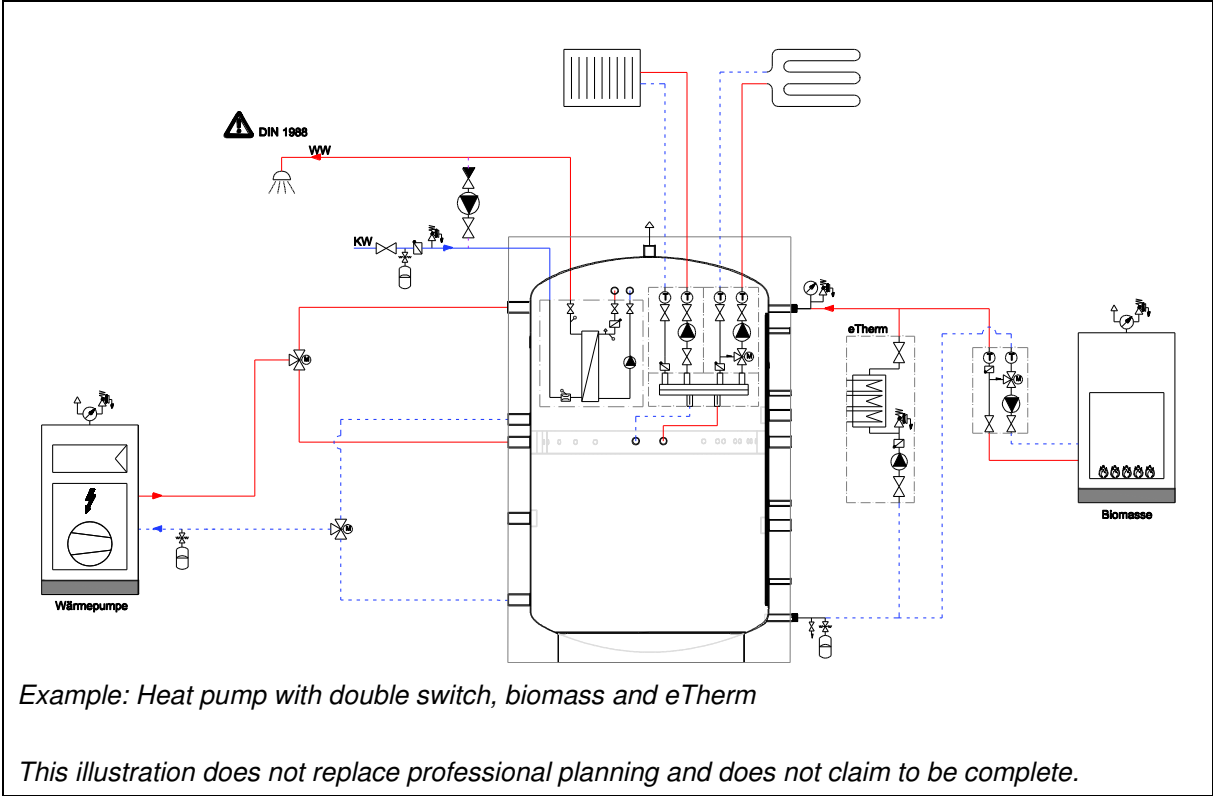 DIN 1988
WW
KW
T
T
T
T
eTherm
T
T
M
M
M
M
M
Wärmepumpe
Biomasse
Example: Heat pump with double switch, biomass and eTherm
This illustration does not replace professional planning and does not claim to be complete.